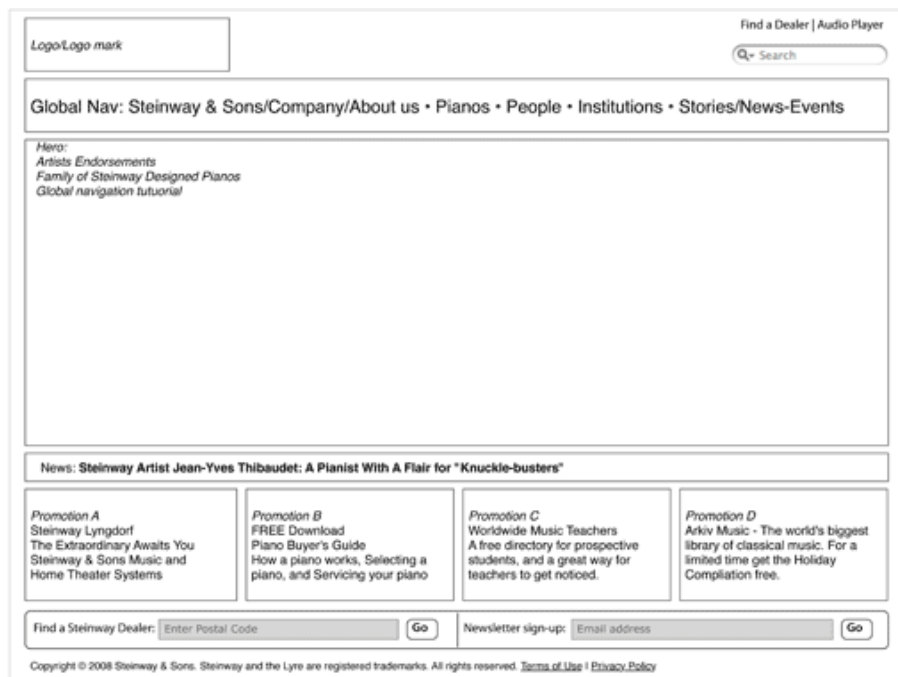 Logo/Logo mark
Find a Dealer | Audio Player
Search
Global Nav: Steinway & Sons/Company/About us • Pianos • People • Institutions • Stories/News-Events
Hero:
Artists Endorsements
Family of Steinway Designed Pianos
Global navigation tutuorial
News: Steinway Artist Jean-Yves Thibaudet: A Pianist With A Flair for "Knuckle-busters"
Promotion A
Steinway Lyngdorf
The Extraordinary Awaits You
Steinway & Sons Music and
Home Theater Systems
Promotion B
FREE Download
Piano Buyer's Guide
How a piano works, Selecting a
piano, and Servicing your piano
Promotion C
Worldwide Music Teachers
A free directory for prospective
students, and a great way for
teachers to get noticed.
Promotion D
Arkiv Music - The world's biggest
library of classical music. For a
limited time get the Holiday
Compliation free.
Find a Steinway Dealer: Enter Postal Code Go
Newsletter sign-up: Email address Go
Copyright © 2008 Steinway & Sons. Steinway and the Lyre are registered trademarks. All rights reserved. Terms of Use | Privacy Policy